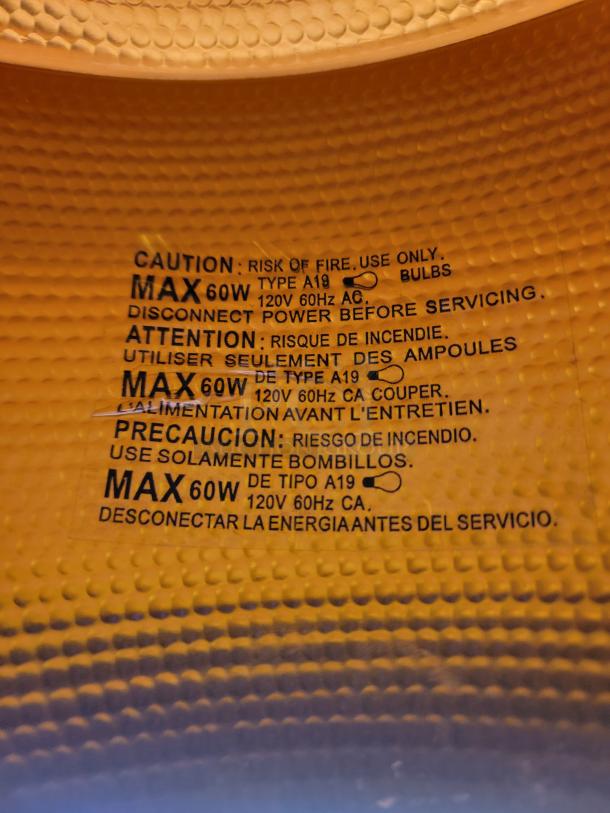 CAUTION: RISK OF FIRE.USE ONLY.
MAX 60W TYPE A19 BULBS
120V 60Hz AC.
DISCONNECT POWER BEFORE SERVICING.
ATTENTION: RISQUE DE INCENDIE.
UTILISER SEULEMENT DES AMPOULES
MAX 60W DE TYPE A19
120V 60Hz CA COUPER.
L'ALIMENTATION AVANT L'ENTRETIEN.
PRECAUCION: RIESGO DE INCENDIO.
USE SOLAMENTE BOMBILLOS.
MAX 60W DE TIPO A19
120V 60Hz CA.
DESCONECTAR LA ENERGIA ANTES DEL SERVICIO.